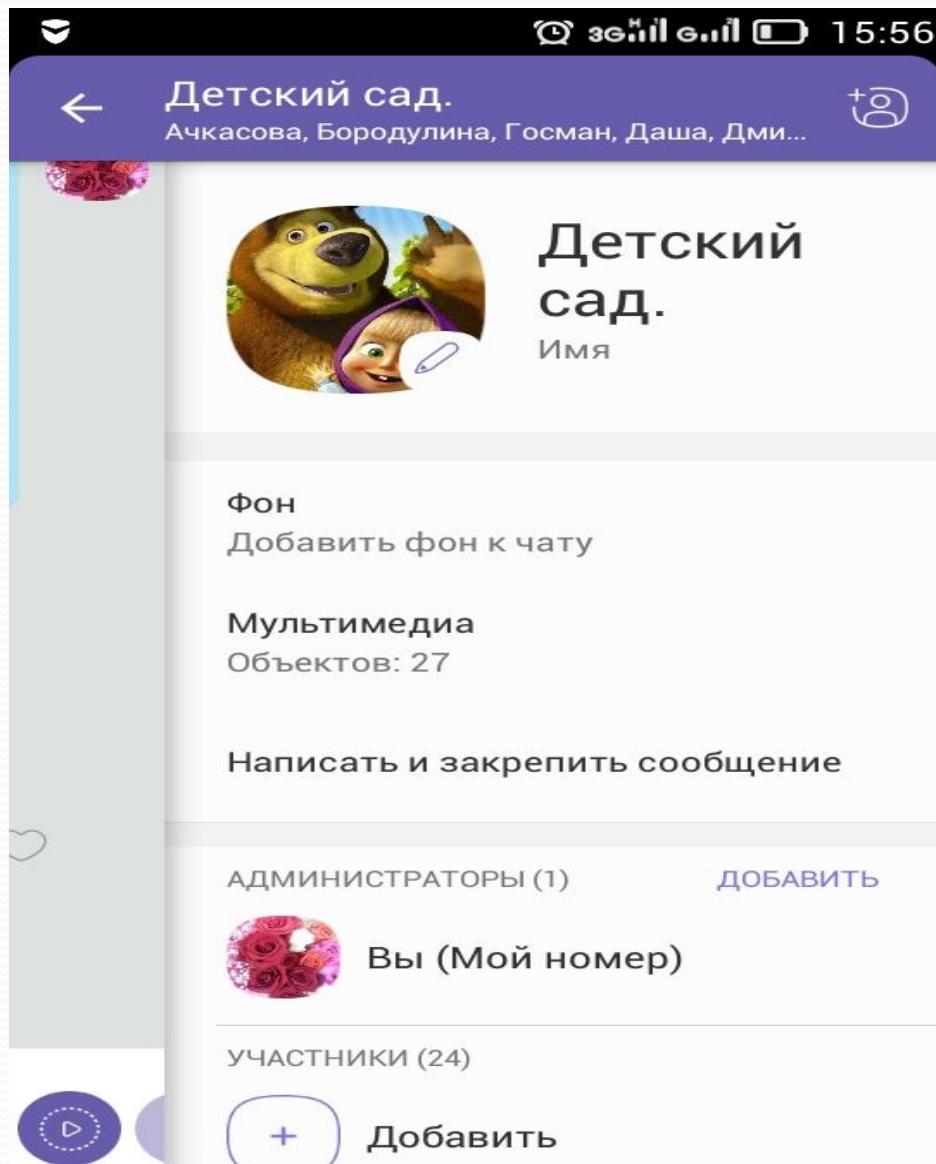 3G H G 15:56
Детский сад.
Ачкасова, Бородулина, Госман, Даша, Дми...
Детский
сад.
Имя
Фон
Добавить фон к чату
Мультимедиа
Объектов: 27
Написать и закрепить сообщение
АДМИНИСТРАТОРЫ (1) ДОБАВИТЬ
Вы (Мой номер)
УЧАСТНИКИ (24)
+ Добавить